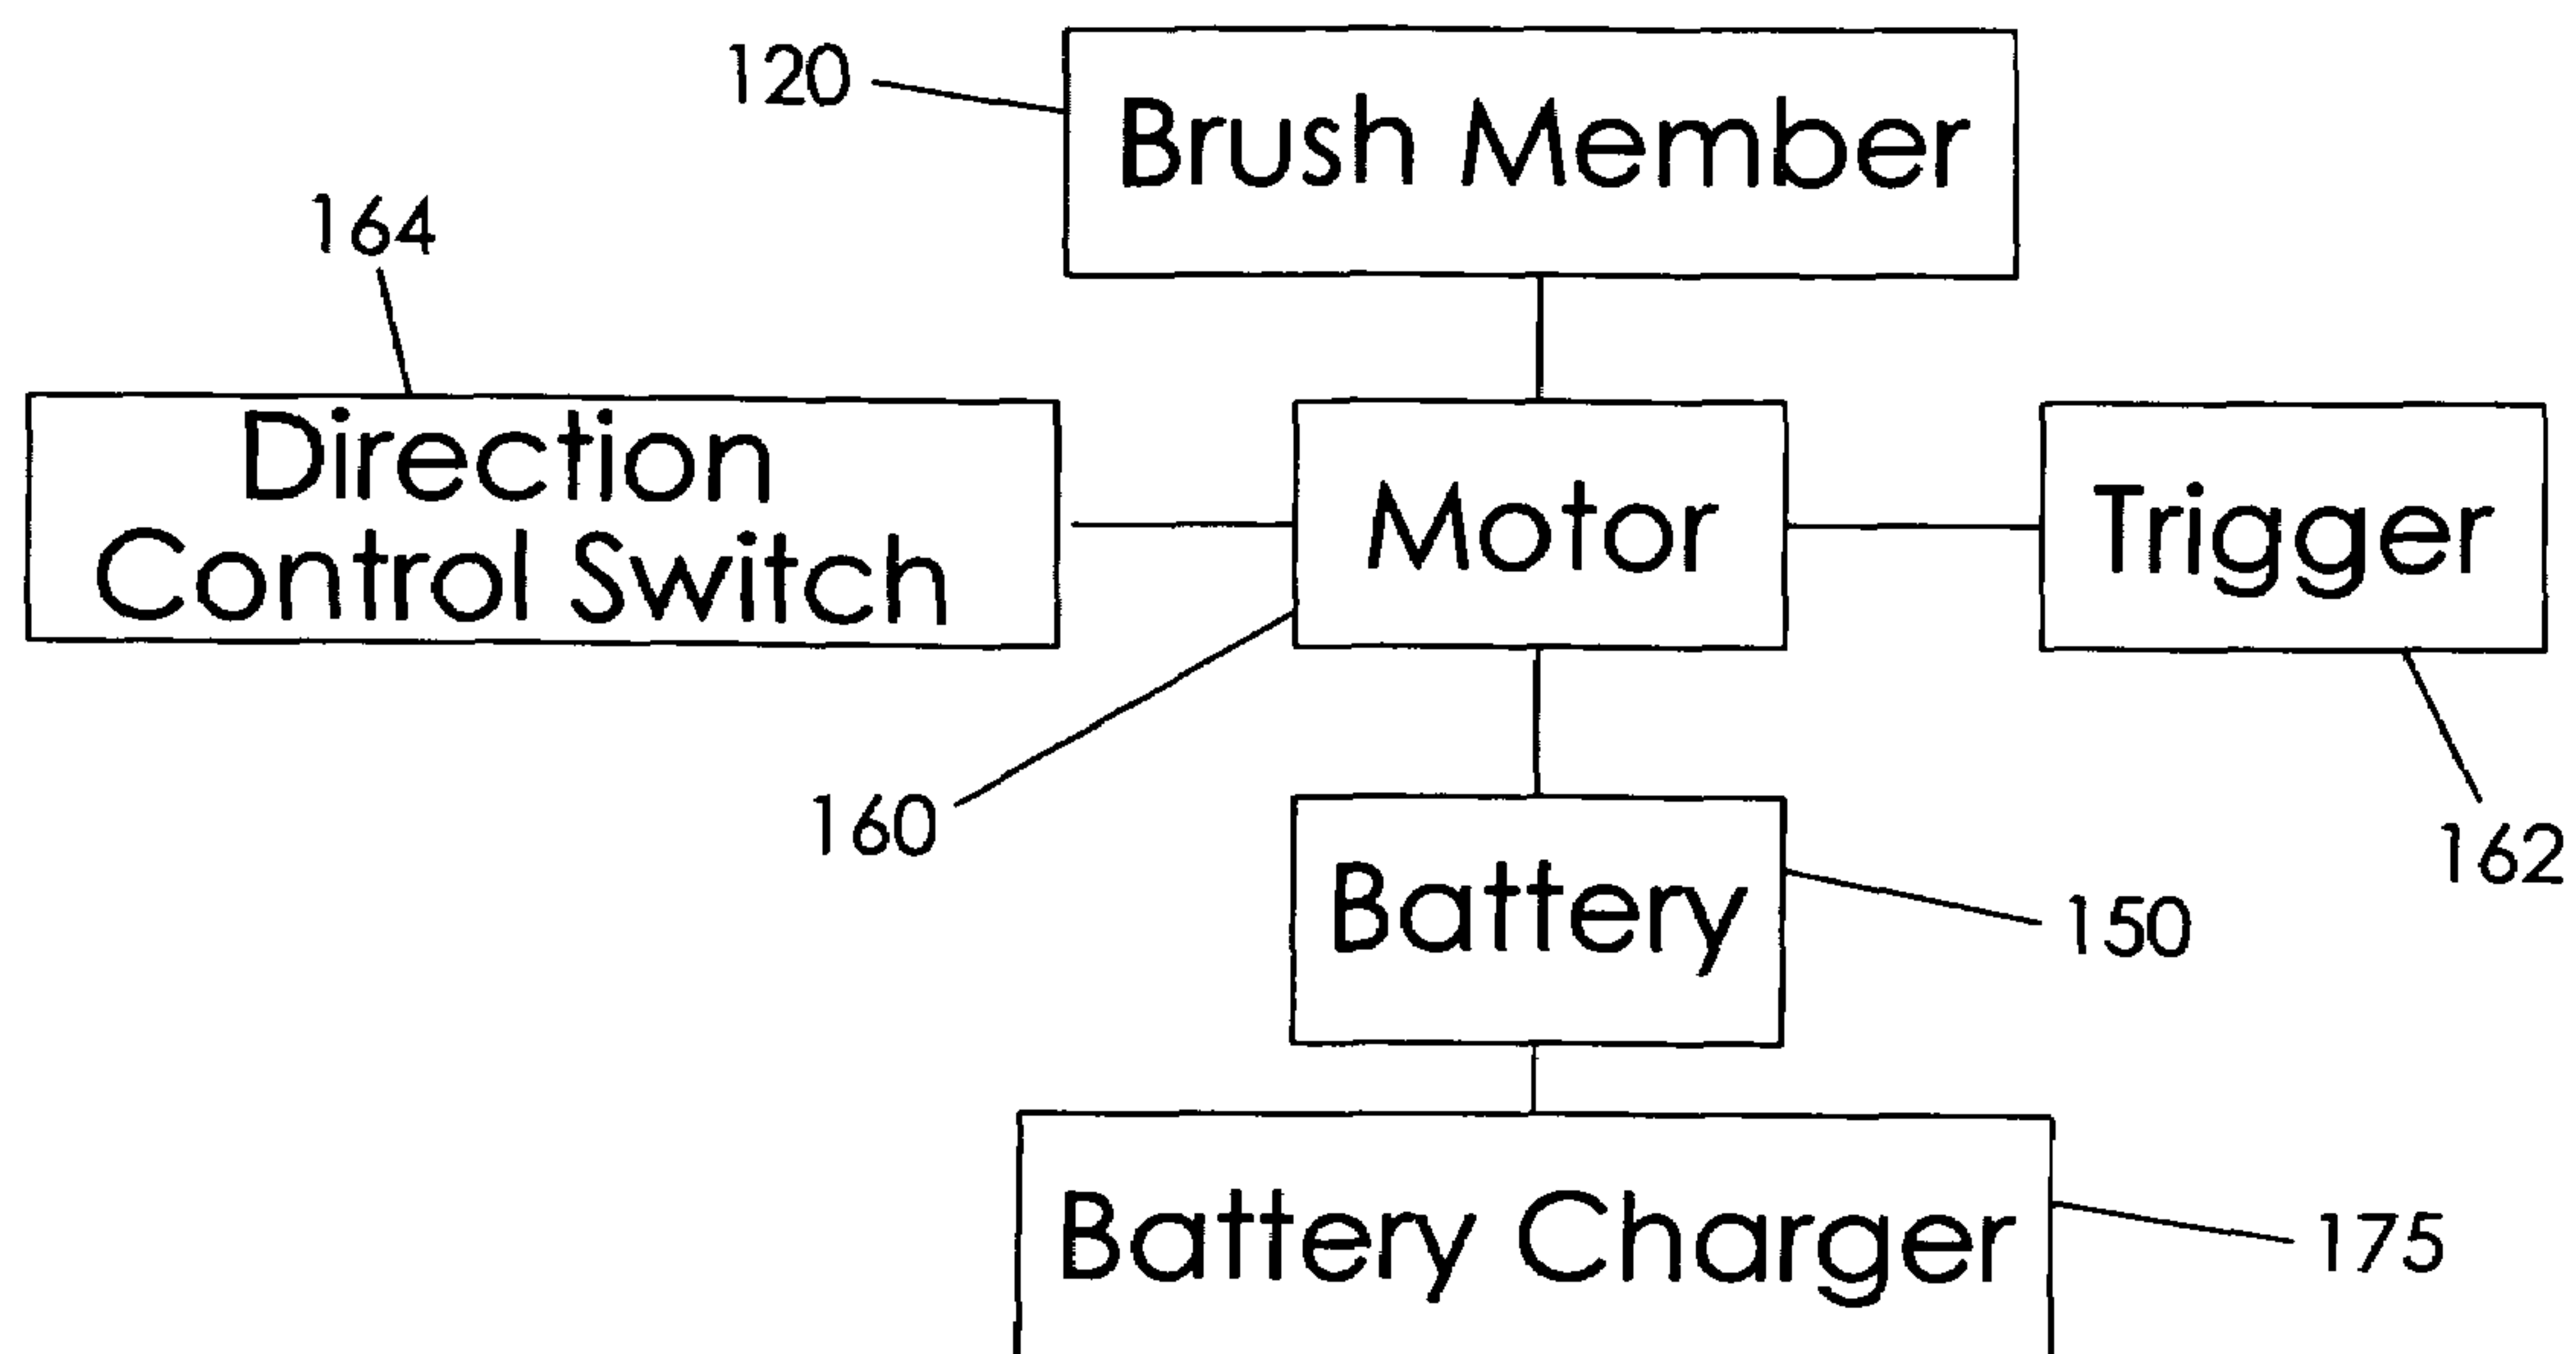 120
Brush Member
164
Direction
Control Switch
Motor
Trigger
160
162
Battery
150
Battery Charger
175